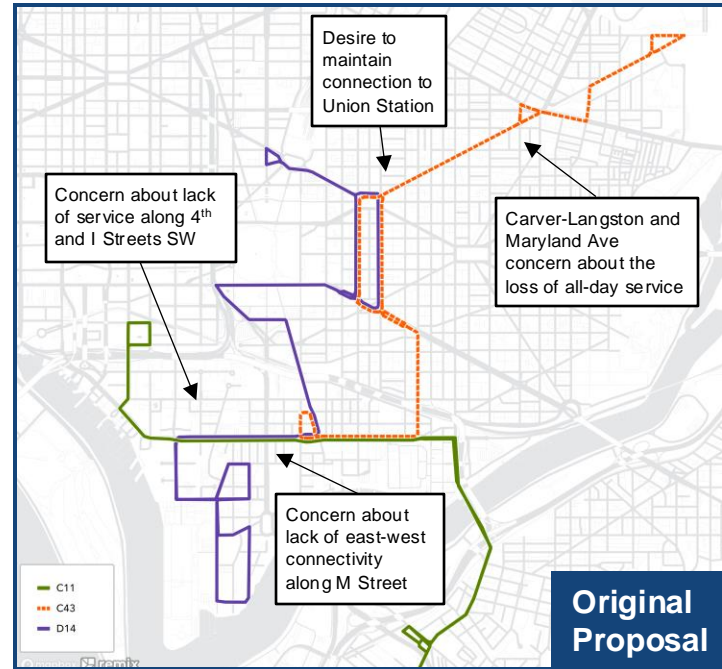 Desire to
maintain
connection to
Union Station
Concern about lack
of service along 4th
and I Streets SW
Carver-Langston and
Maryland Ave
concern about the
loss of all-day service
Concern about
lack of east-west
connectivity
along M Street
C11
C43
D14
Original
Proposal
remix